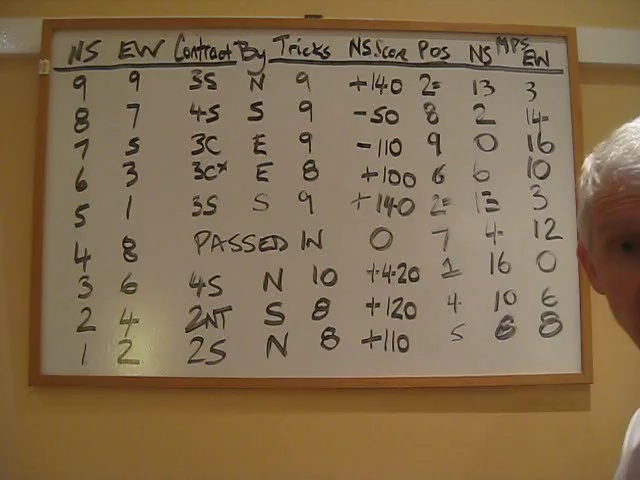 NS EW Contract By Tricks NS Score Pos NS MPS EW
9 9 3S N 9 +140 2= 13 3
8 7 4S S 9 -50 8 2 14
7 5 3C E 9 -110 9 0 16
6 3 3C* E 8 +100 6 6 10
5 1 3S S 9 +140 2= 13 3
4 8 PASSED IN 0 7 4 12
3 6 4S N 10 +420 1 16 0
2 4 2NT S 8 +120 4 10 6
1 2 2S N 8 +110 5 8 8